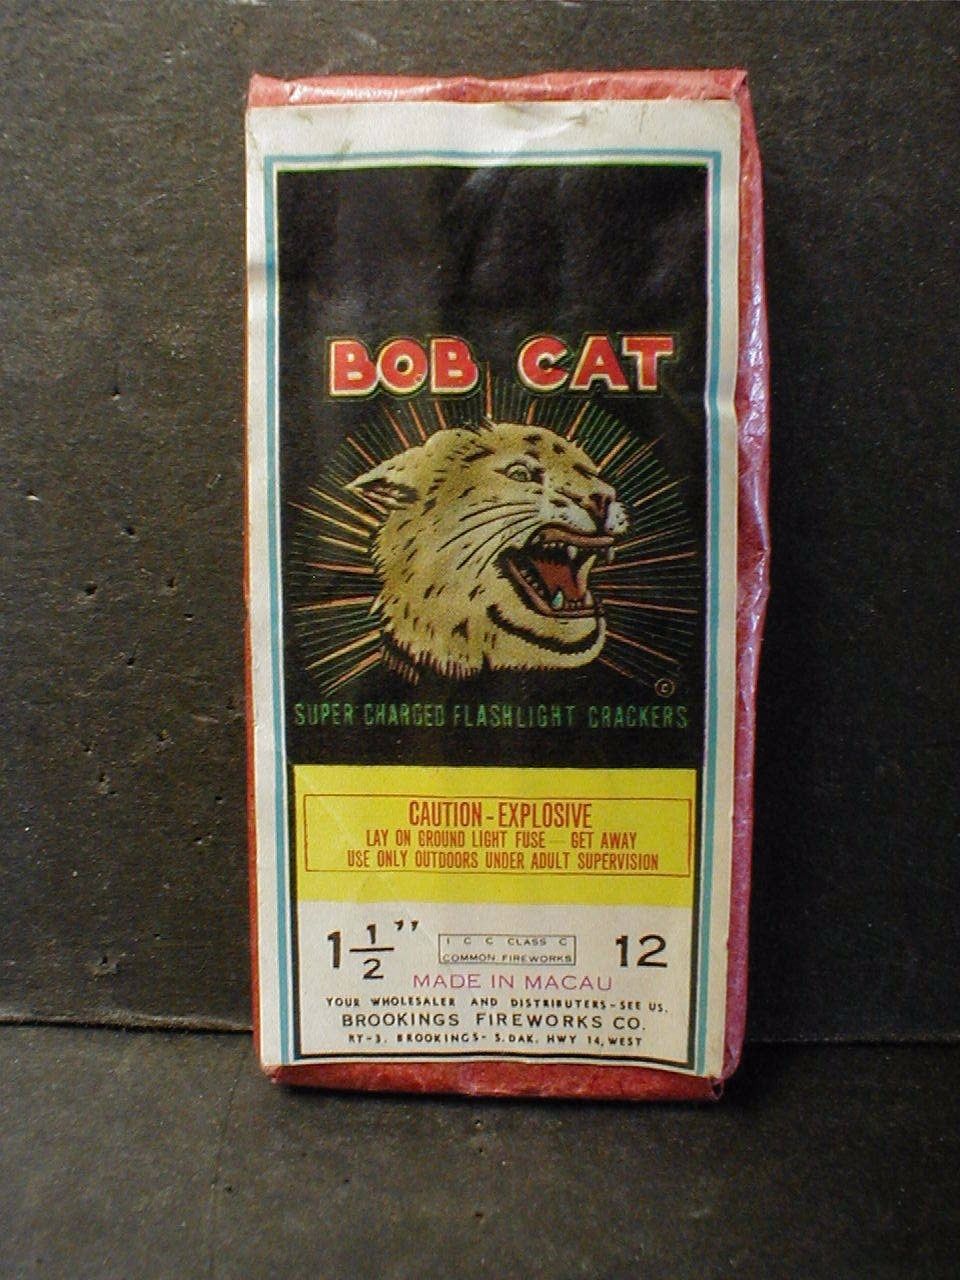 BOB CAT
©
SUPER CHARGED FLASHLIGHT CRACKERS
CAUTION - EXPLOSIVE
LAY ON GROUND LIGHT FUSE — GET AWAY
USE ONLY OUTDOORS UNDER ADULT SUPERVISION
1 1/2"
I C C CLASS C
COMMON FIREWORKS
12
MADE IN MACAU
YOUR WHOLESALER AND DISTRIBUTERS - SEE US.
BROOKINGS FIREWORKS CO.
RT-3. BROOKINGS- S.DAK. HWY 14, WEST